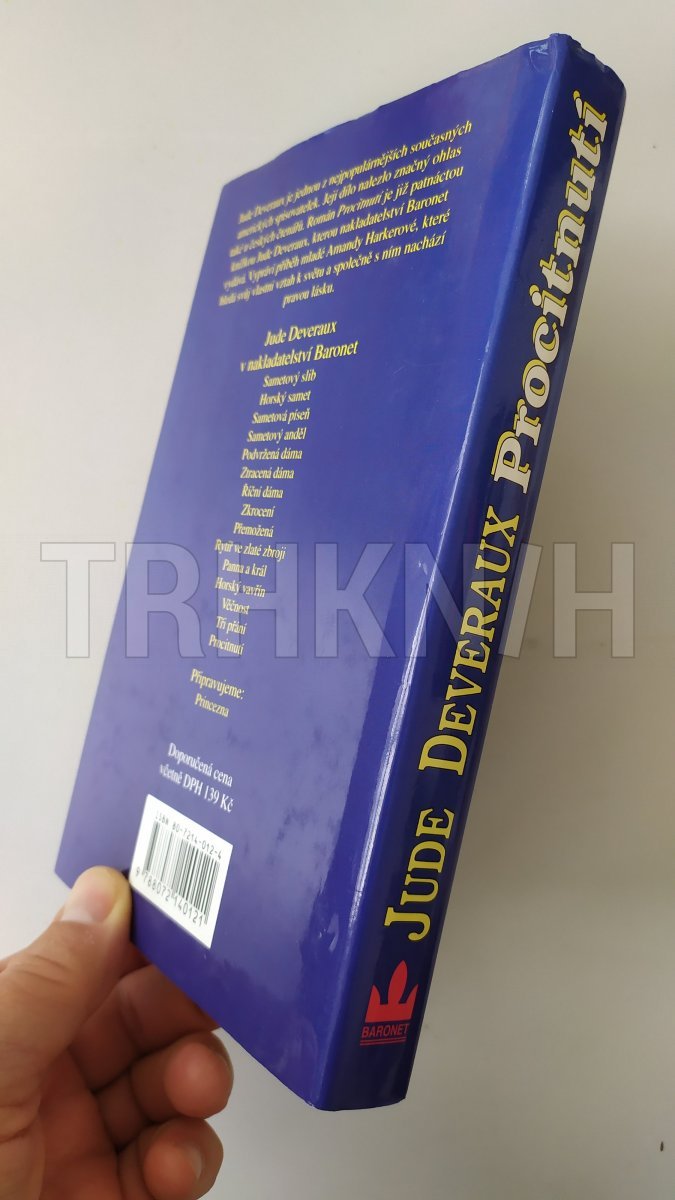 Jude Deveraux je jednou z nejpopulárnějších současných
amerických spisovatelek. Její dílo nalezlo značný ohlas
také u českých čtenářů. Román Procitnutí je již patnáctou
knížkou Jude Deveraux, kterou nakladatelství Baronet
vydává. Vypráví příběh mladé Amandy Harkerové, které
hledá svůj vlastní vztah k světu a společně s ním nachází
pravou lásku.
Jude Deveraux
v nakladatelství Baronet
Sametový slib
Horský samet
Sametová píseň
Sametový anděl
Podvržená dáma
Ztracená dáma
Říční dáma
Zkrocení
Přemožená
Rytíř ve zlaté zbroji
Panna a král
Horský vavřín
Věčnost
Tři přání
Procitnutí
Připravujeme:
Princezna
Doporučená cena
včetně DPH 139 Kč
ISBN 80-7214-012-4
9 788072 140121
JUDE DEVERAUX Procitnutí
BARONET
TRHKNIH